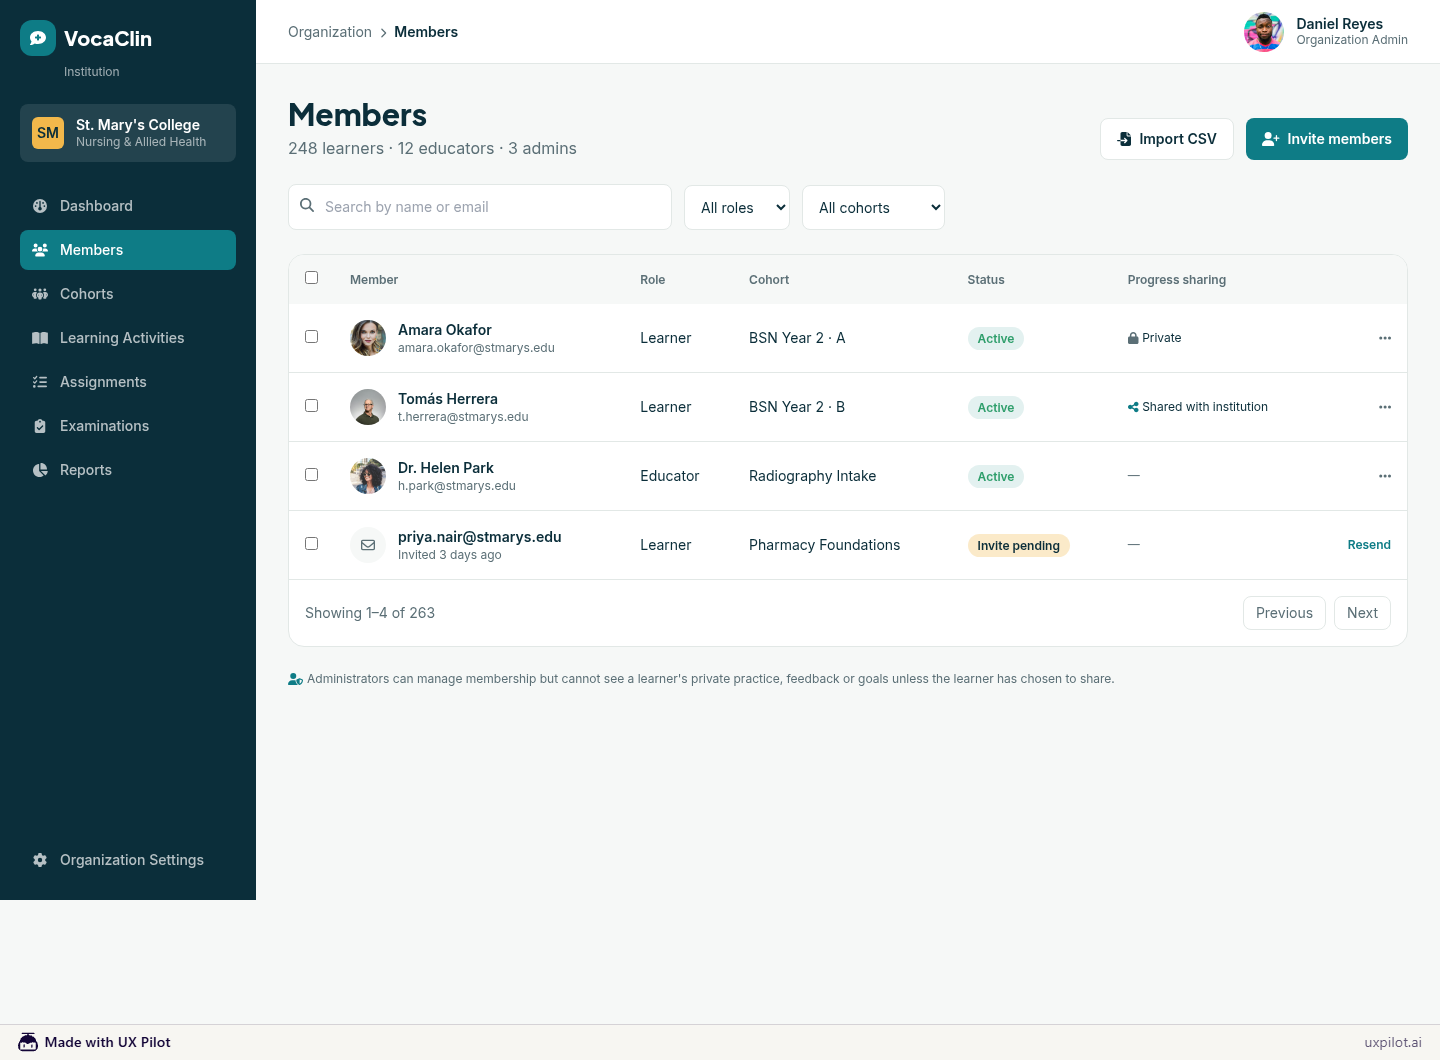 VocaClin
Institution
SM
St. Mary's College
Nursing & Allied Health
Dashboard
Members
Cohorts
Learning Activities
Assignments
Examinations
Reports
Organization Settings
Organization > Members
Daniel Reyes
Organization Admin
Members
248 learners · 12 educators · 3 admins
Import CSV
Invite members
Search by name or email
All roles
All cohorts
Member Role Cohort Status Progress sharing
Amara Okafor
amara.okafor@stmarys.edu
Learner BSN Year 2 · A Active Private
Tomás Herrera
t.herrera@stmarys.edu
Learner BSN Year 2 · B Active Shared with institution
Dr. Helen Park
h.park@stmarys.edu
Educator Radiography Intake Active —
priya.nair@stmarys.edu
Invited 3 days ago
Learner Pharmacy Foundations Invite pending — Resend
Showing 1–4 of 263
Previous Next
Administrators can manage membership but cannot see a learner's private practice, feedback or goals unless the learner has chosen to share.
Made with UX Pilot
uxpilot.ai